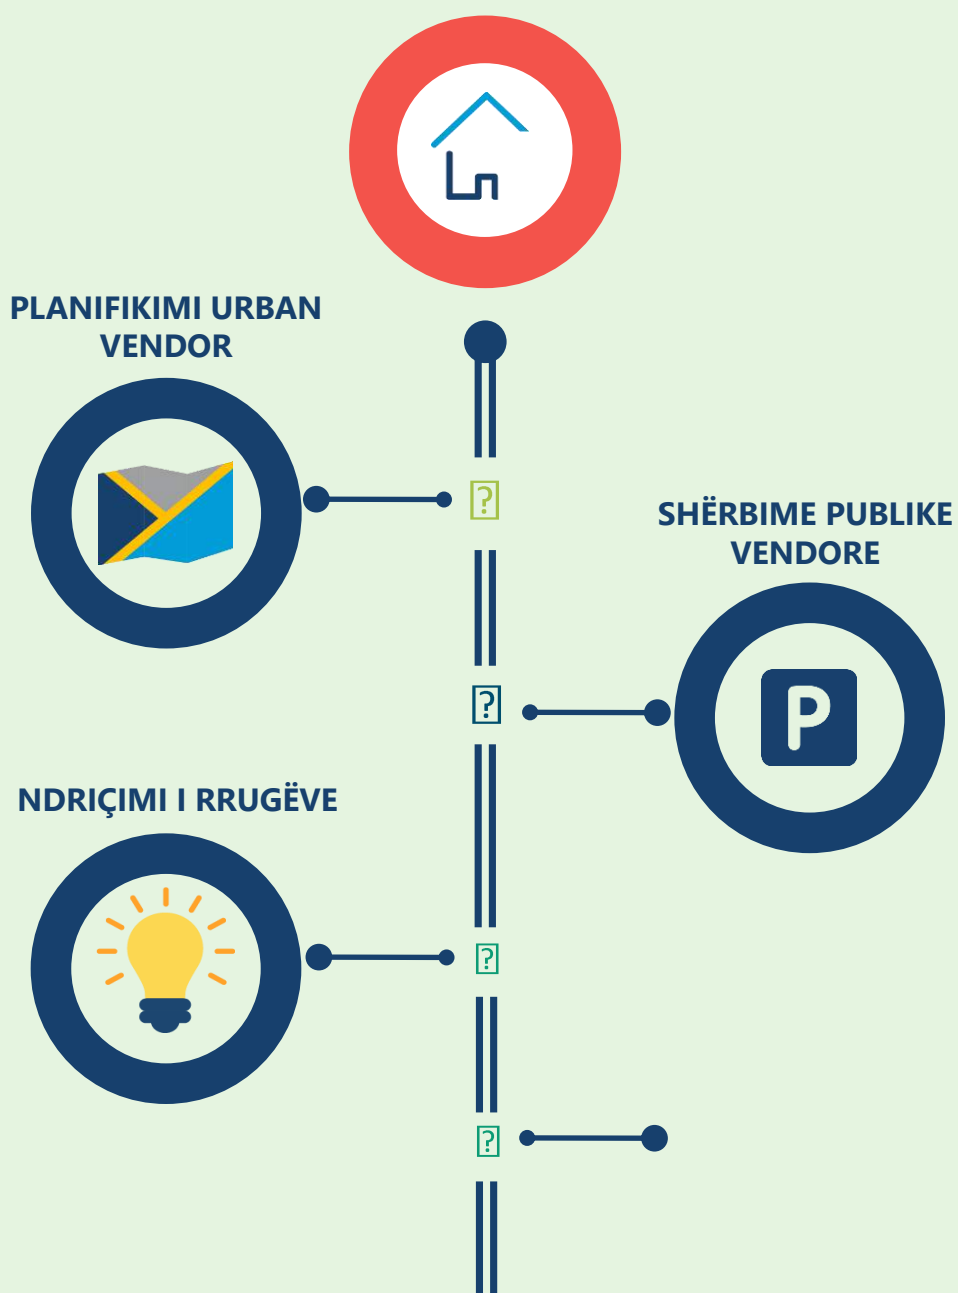 PLANIFIKIMI URBAN
VENDOR
SHËRBIME PUBLIKE
VENDORE
P
NDRIÇIMI I RRUGËVE